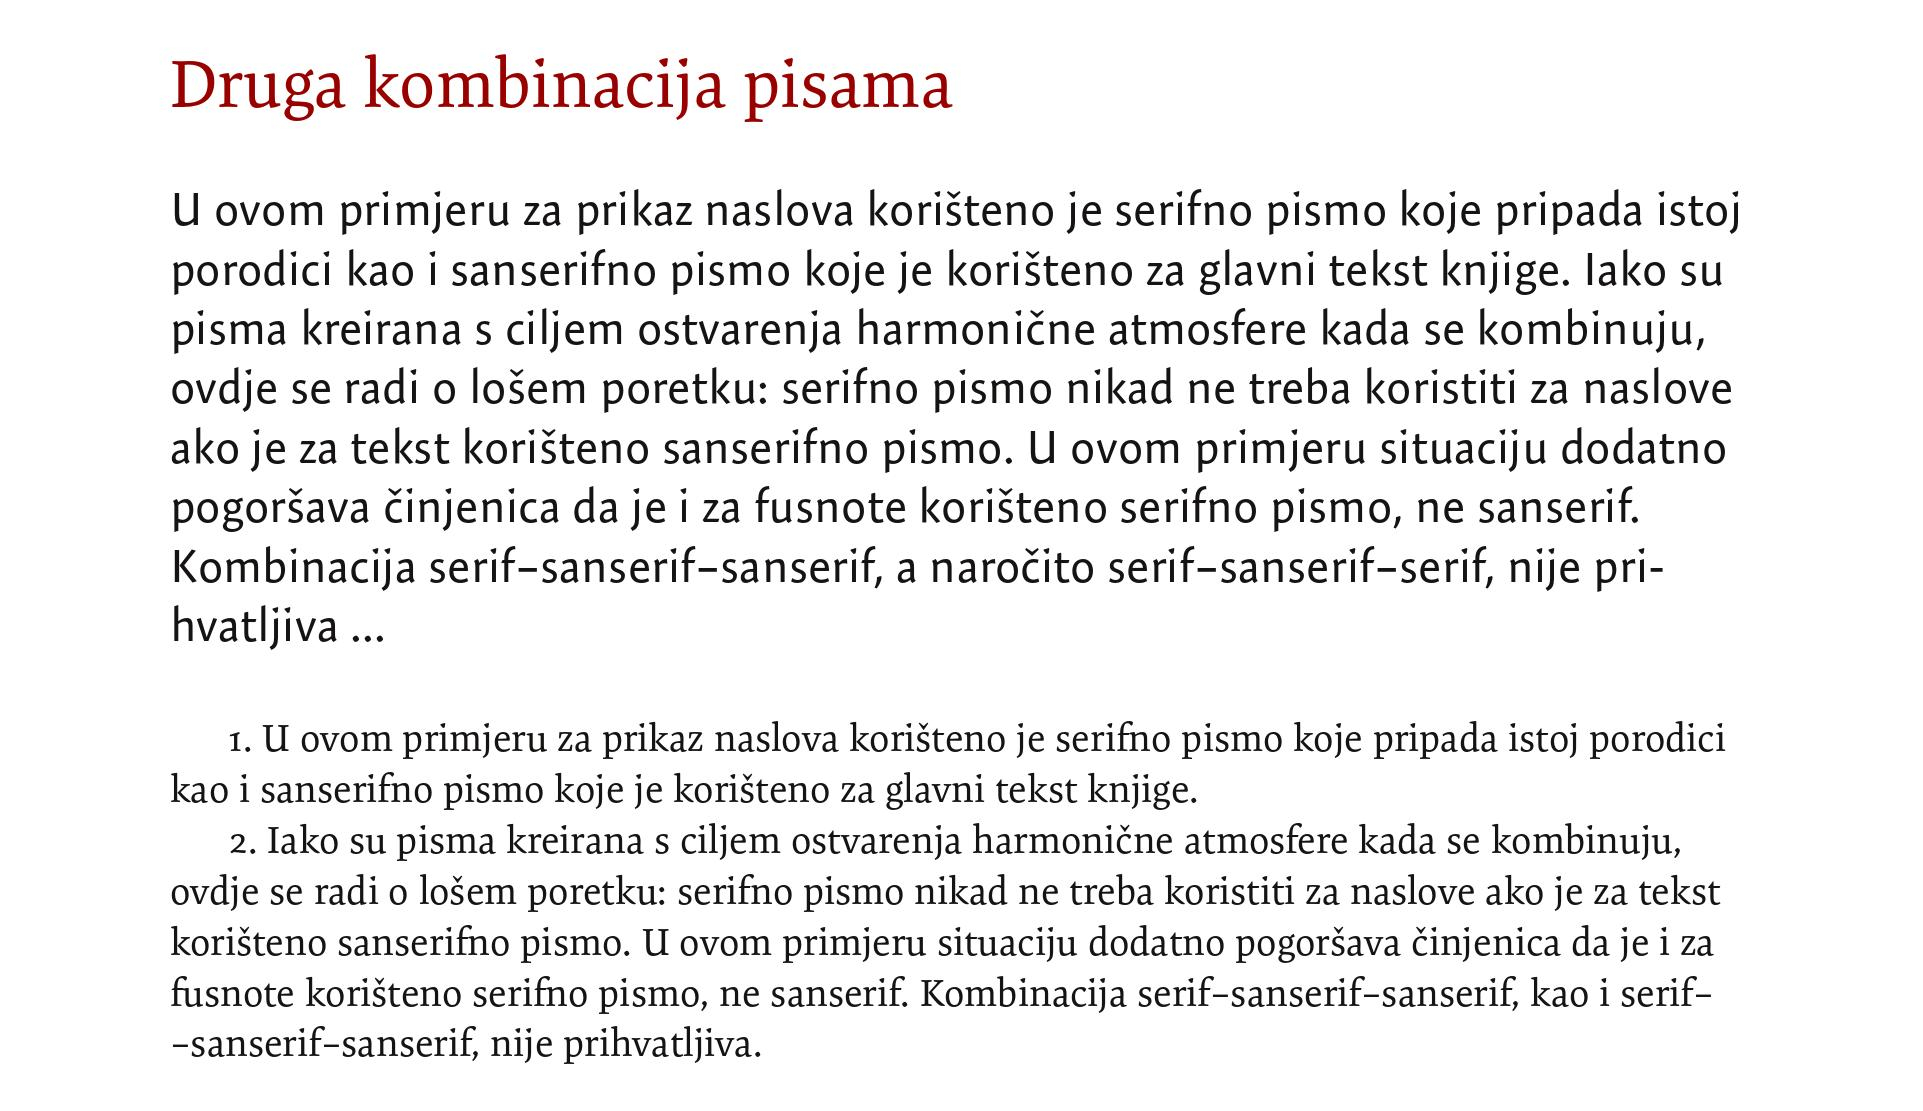 Druga kombinacija pisama
U ovom primjeru za prikaz naslova korišteno je serifno pismo koje pripada istoj
porodici kao i sanserifno pismo koje je korišteno za glavni tekst knjige. Iako su
pisma kreirana s ciljem ostvarenja harmonične atmosfere kada se kombinuju,
ovdje se radi o lošem poretku: serifno pismo nikad ne treba koristiti za naslove
ako je za tekst korišteno sanserifno pismo. U ovom primjeru situaciju dodatno
pogoršava činjenica da je i za fusnote korišteno serifno pismo, ne sanserif.
Kombinacija serif–sanserif–sanserif, a naročito serif–sanserif–serif, nije pri-
hvatljiva ...
1. U ovom primjeru za prikaz naslova korišteno je serifno pismo koje pripada istoj porodici
kao i sanserifno pismo koje je korišteno za glavni tekst knjige.
2. Iako su pisma kreirana s ciljem ostvarenja harmonične atmosfere kada se kombinuju,
ovdje se radi o lošem poretku: serifno pismo nikad ne treba koristiti za naslove ako je za tekst
korišteno sanserifno pismo. U ovom primjeru situaciju dodatno pogoršava činjenica da je i za
fusnote korišteno serifno pismo, ne sanserif. Kombinacija serif–sanserif–sanserif, kao i serif–
–sanserif–sanserif, nije prihvatljiva.